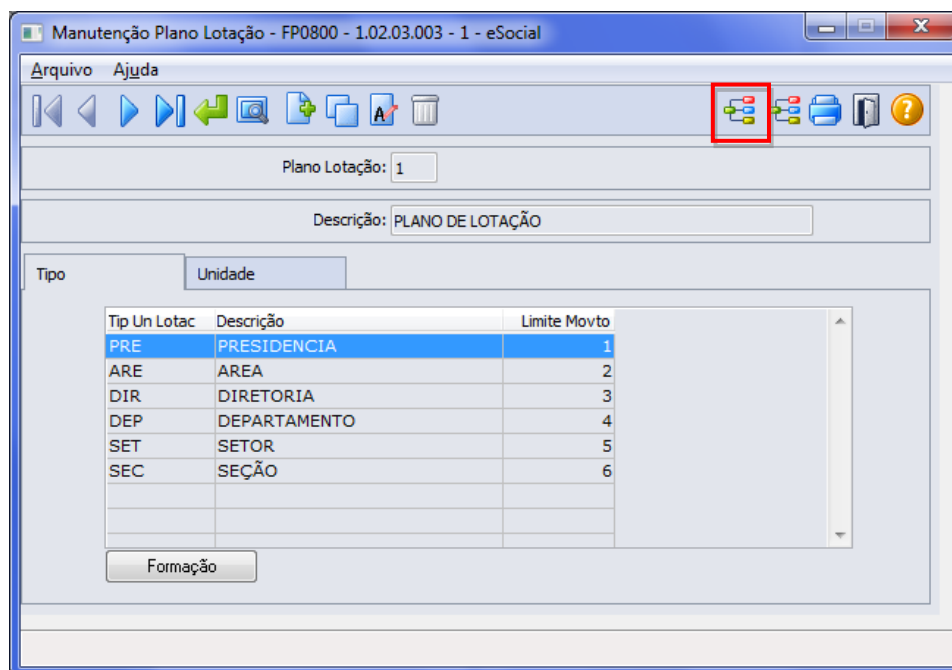 Manutenção Plano Lotação - FP0800 - 1.02.03.003 - 1 - eSocial
Arquivo Ajuda
Plano Lotação: 1
Descrição: PLANO DE LOTAÇÃO
Tipo Unidade
Tip Un Lotac Descrição Limite Movto
PRE PRESIDENCIA 1
ARE AREA 2
DIR DIRETORIA 3
DEP DEPARTAMENTO 4
SET SETOR 5
SEC SEÇÃO 6
Formação